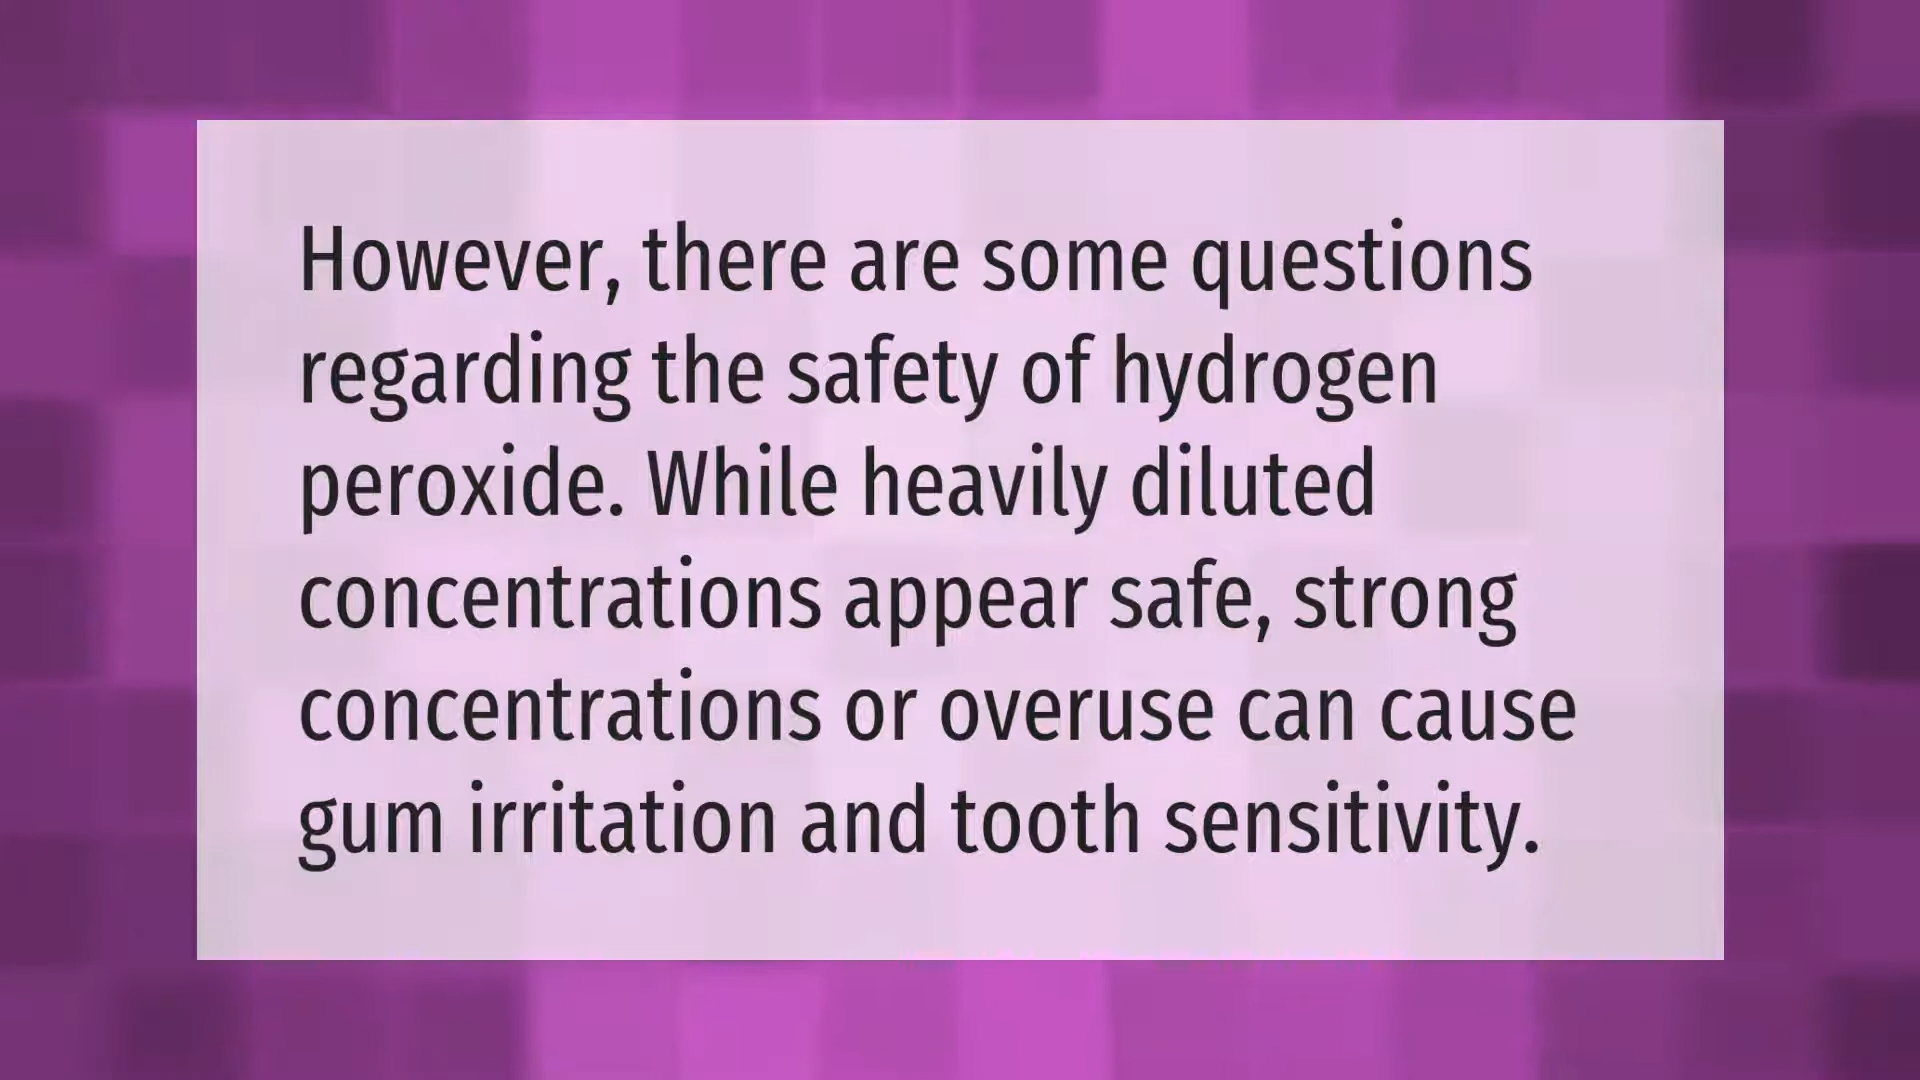 However, there are some questions
regarding the safety of hydrogen
peroxide. While heavily diluted
concentrations appear safe, strong
concentrations or overuse can cause
gum irritation and tooth sensitivity.